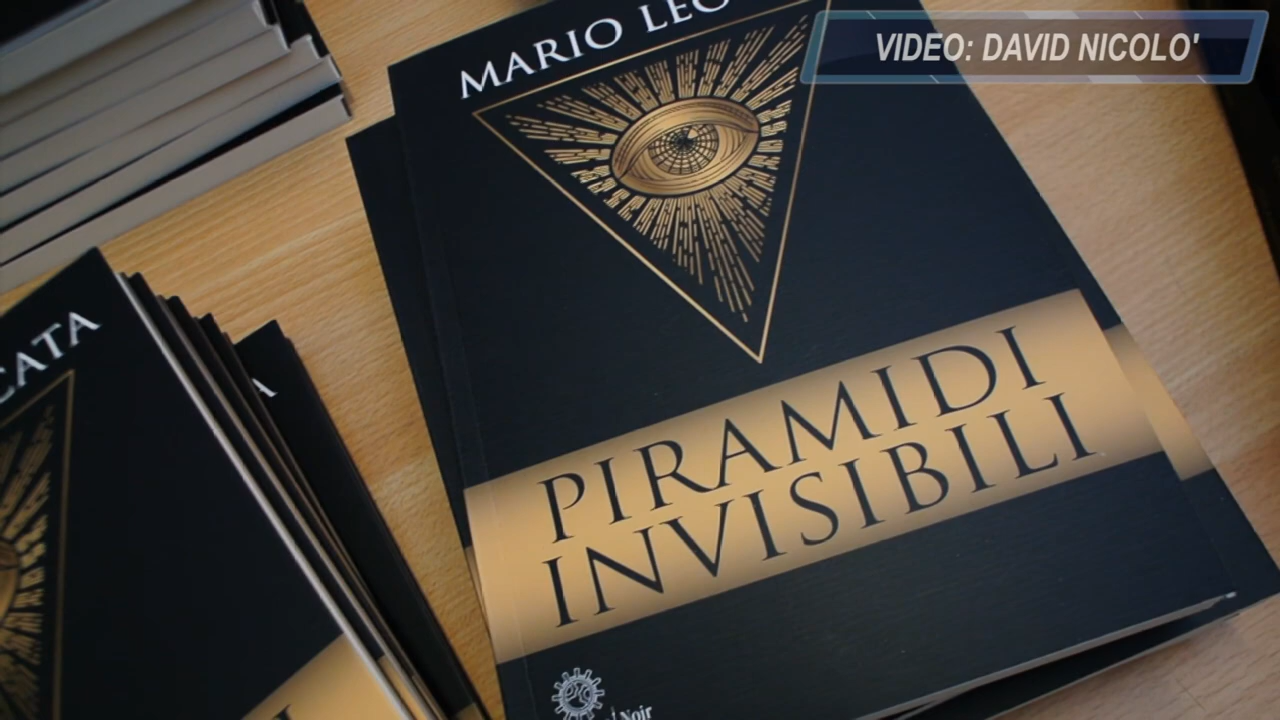 MARIO LEO
VIDEO: DAVID NICOLO'
CATA
A
PIRAMIDI
INVISIBILI
Noir